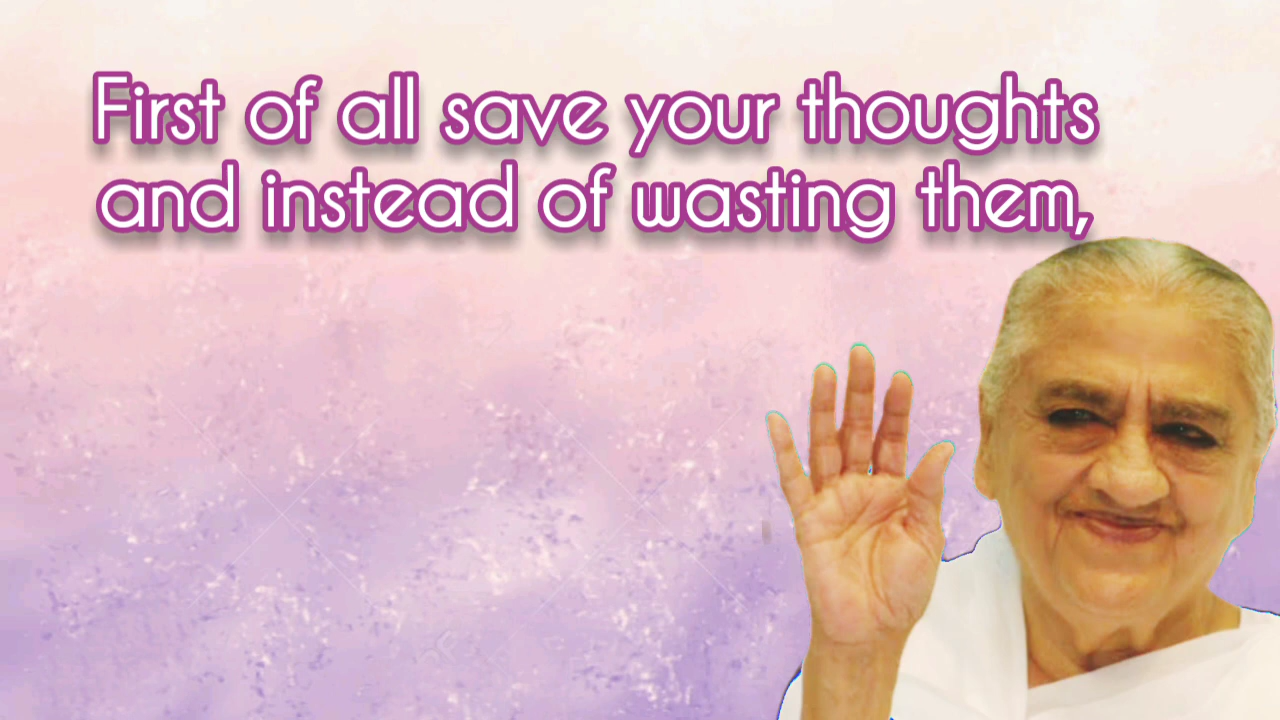 First of all save your thoughts
and instead of wasting them,